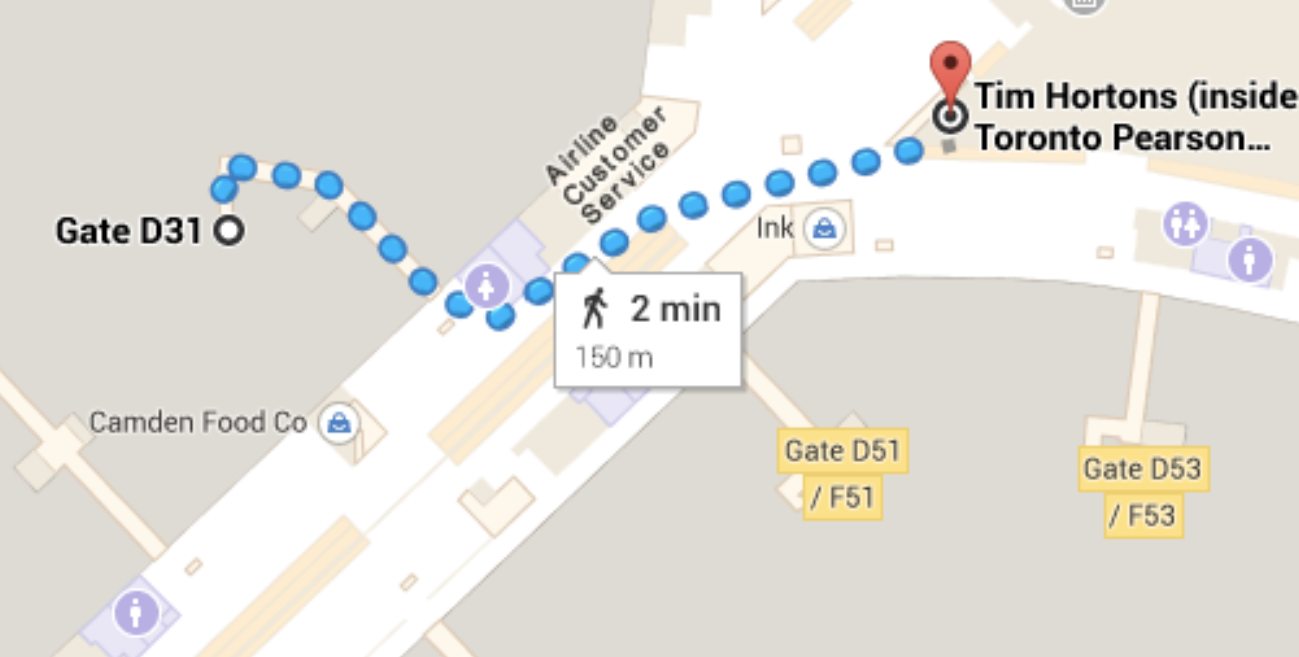 Tim Hortons (inside
Toronto Pearson...
Airline
Customer
Service
Gate D31
Ink
2 min
150 m
Camden Food Co
Gate D51
/ F51
Gate D53
/ F53